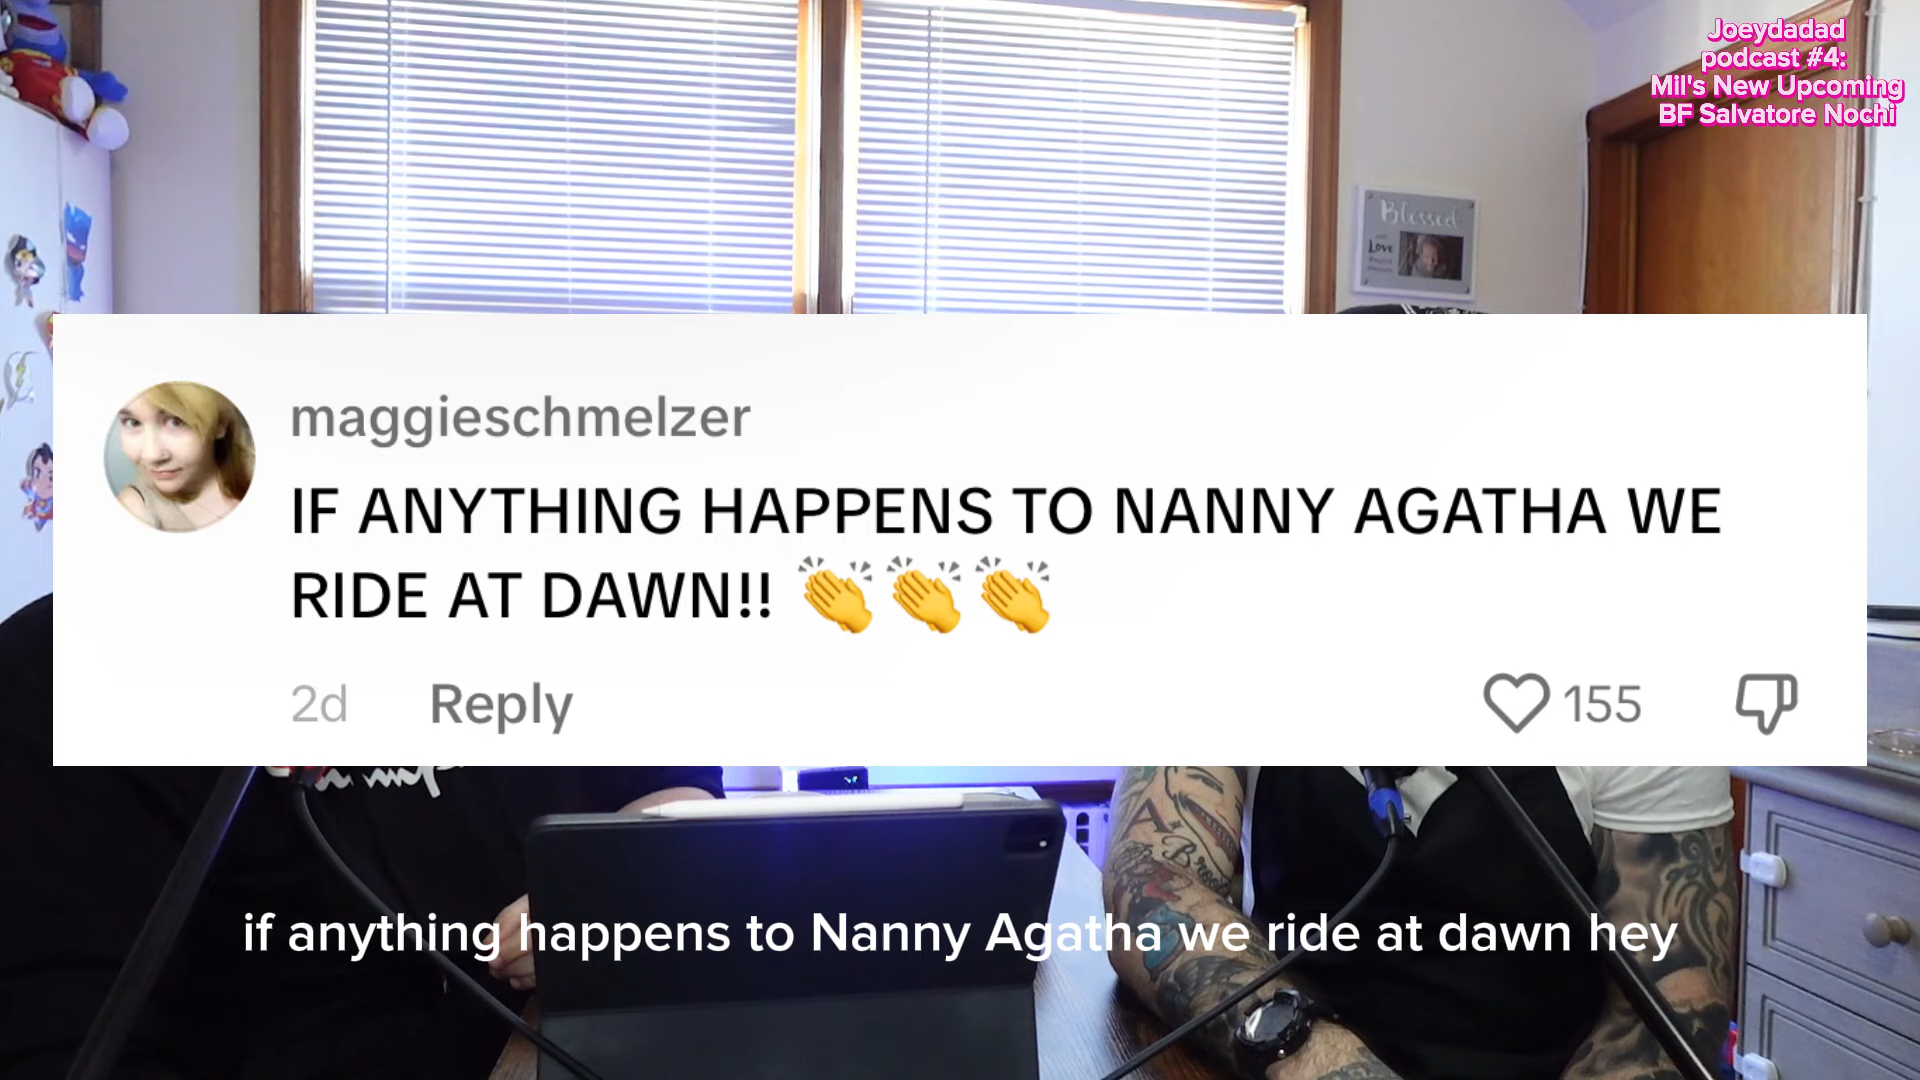 Joeydadad
podcast #4:
Mil's New Upcoming
BF Salvatore Nochi
Blessed
Love
maggieschmelzer
IF ANYTHING HAPPENS TO NANNY AGATHA WE
RIDE AT DAWN!! 👏👏👏
2d Reply 155
if anything happens to Nanny Agatha we ride at dawn hey